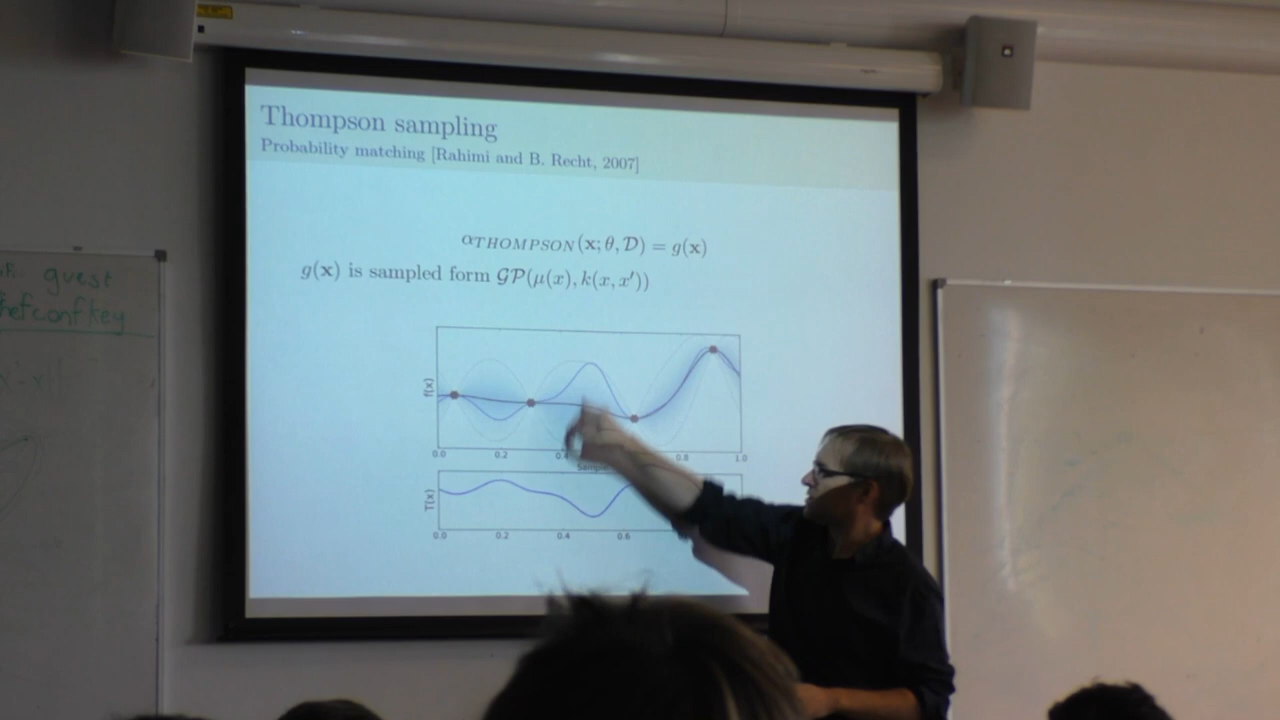 Thompson sampling
Probability matching [Rahimi and B. Recht, 2007]
αTHOMPSON(x; θ, D) = g(x)
g(x) is sampled form GP(μ(x), k(x, x′))
f(x)
0.0 0.2 0.8 1.0
T(x)
0.0 0.2 0.4 0.6
guest